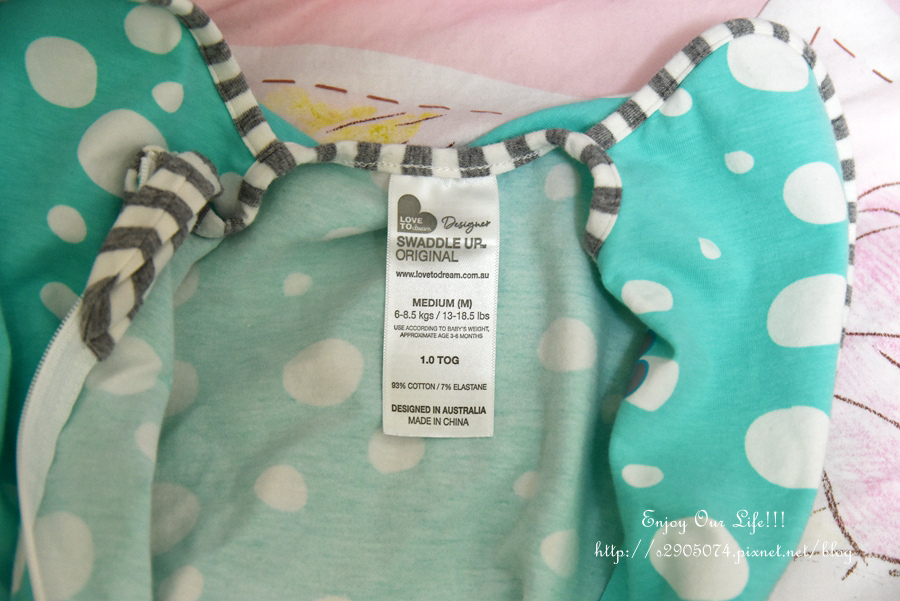 LOVE
TOdream
Designer
SWADDLE UP™
ORIGINAL
www.lovetodream.com.au
MEDIUM (M)
6-8.5 kgs / 13-18.5 lbs
USE ACCORDING TO BABY'S WEIGHT,
APPROXIMATE AGE 3-6 MONTHS
1.0 TOG
93% COTTON / 7% ELASTANE
DESIGNED IN AUSTRALIA
MADE IN CHINA
Enjoy Our Life!!!
http://s2905074.pixnet.net/blog